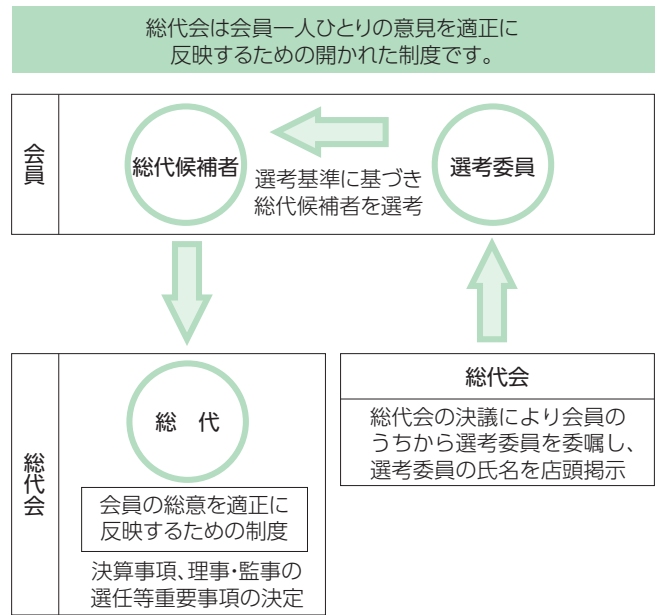 総代会は会員一人ひとりの意見を適正に
反映するための開かれた制度です。
会員
総代候補者
選考基準に基づき
総代候補者を選考
選考委員
総代会
総　代
会員の総意を適正に
反映するための制度
決算事項、理事・監事の
選任等重要事項の決定
総代会
総代会の決議により会員の
うちから選考委員を委嘱し、
選考委員の氏名を店頭掲示